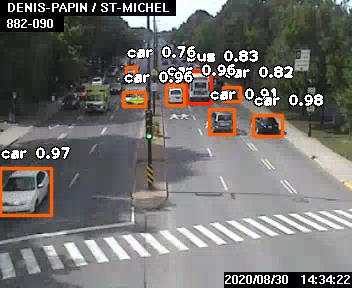 DENIS-PAPIN / ST-MICHEL
882-090
car 0.76
bus 0.83
car 0.96
car 0.96
car 0.82
car 0.91
car 0.98
car 0.97
2020/08/30 14:34:22